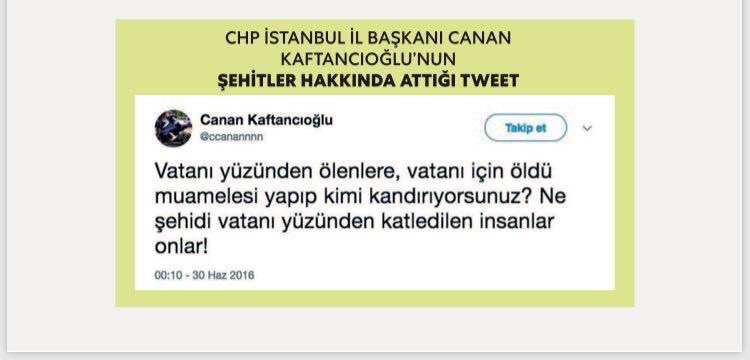 CHP İSTANBUL İL BAŞKANI CANAN
KAFTANCIOĞLU'NUN
ŞEHİTLER HAKKINDA ATTIĞI TWEET
Canan Kaftancıoğlu
@ccanannnn
Takip et
Vatanı yüzünden ölenlere, vatanı için öldü
muamelesi yapıp kimi kandırıyorsunuz? Ne
şehidi vatanı yüzünden katledilen insanlar
onlar!
00:10 - 30 Haz 2016